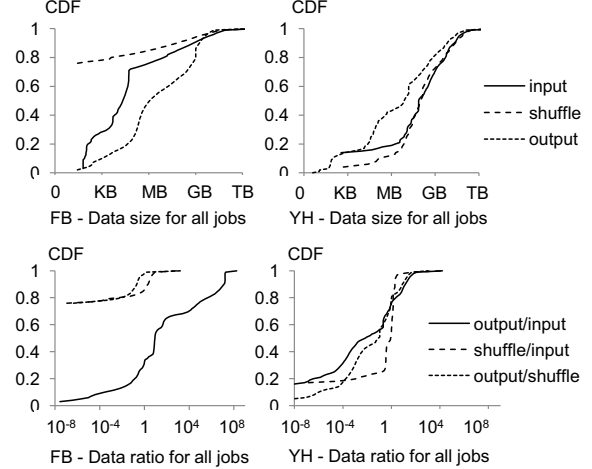 CDF CDF
1 1
0.8 0.8
0.6 0.6
0.4 0.4
0.2 0.2
0 0
input
shuffle
output
0 KB MB GB TB 0 KB MB GB TB
FB - Data size for all jobs YH - Data size for all jobs
CDF CDF
1 1
0.8 0.8
0.6 0.6
0.4 0.4
0.2 0.2
0 0
output/input
shuffle/input
output/shuffle
10⁻⁸ 10⁻⁴ 1 10⁴ 10⁸ 10⁻⁸ 10⁻⁴ 1 10⁴ 10⁸
FB - Data ratio for all jobs YH - Data ratio for all jobs